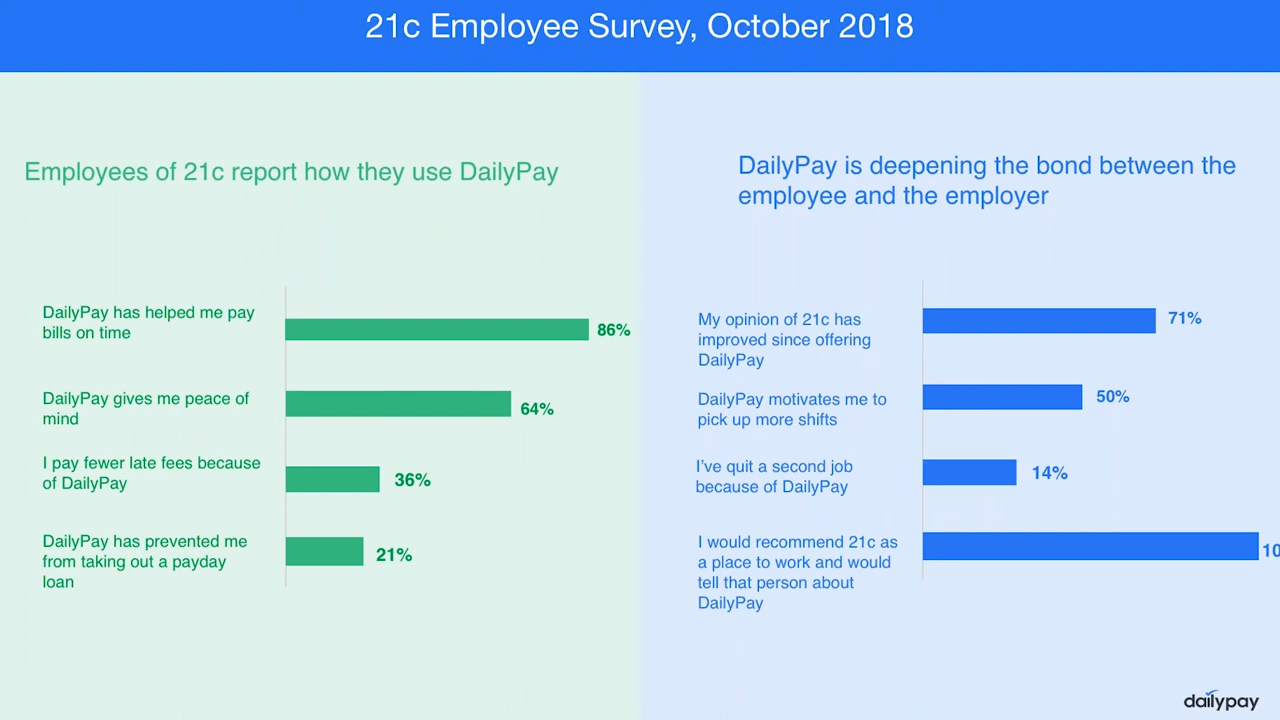 21c Employee Survey, October 2018
Employees of 21c report how they use DailyPay
DailyPay has helped me pay
bills on time
86%
DailyPay gives me peace of
mind
64%
I pay fewer late fees because
of DailyPay
36%
DailyPay has prevented me
from taking out a payday
loan
21%
DailyPay is deepening the bond between the
employee and the employer
My opinion of 21c has
improved since offering
DailyPay
71%
DailyPay motivates me to
pick up more shifts
50%
I’ve quit a second job
because of DailyPay
14%
I would recommend 21c as
a place to work and would
tell that person about
DailyPay
10
dailypay